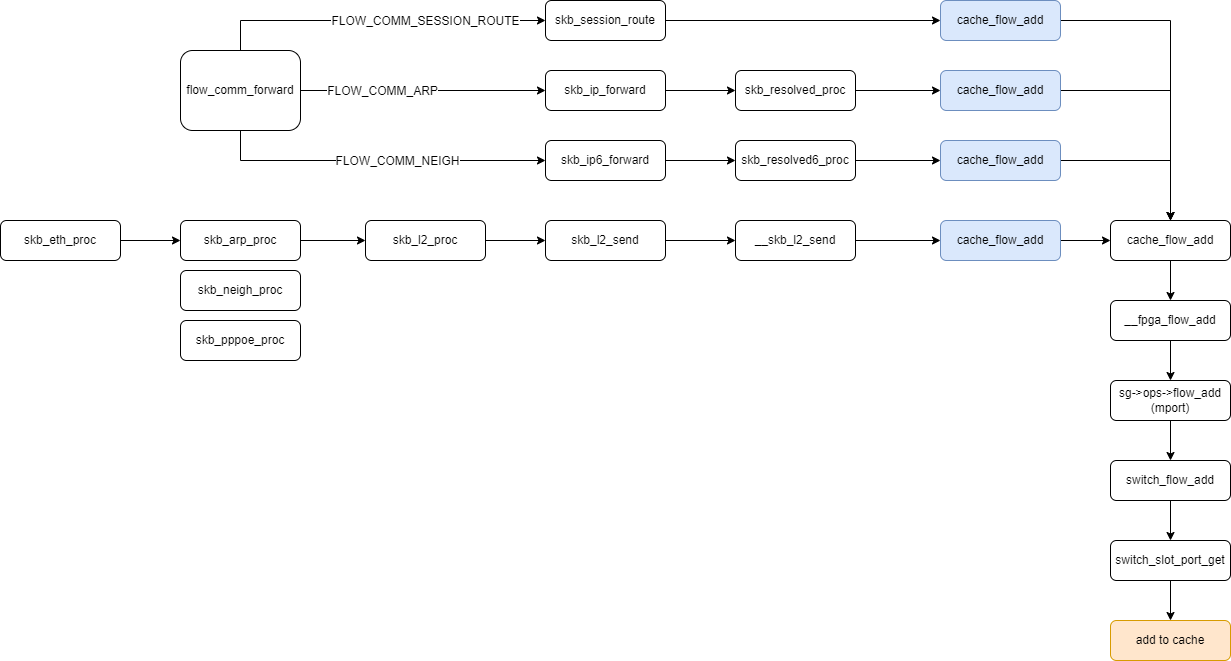 FLOW_COMM_SESSION_ROUTE
skb_session_route
cache_flow_add
flow_comm_forward
FLOW_COMM_ARP
skb_ip_forward
skb_resolved_proc
cache_flow_add
FLOW_COMM_NEIGH
skb_ip6_forward
skb_resolved6_proc
cache_flow_add
skb_eth_proc
skb_arp_proc
skb_l2_proc
skb_l2_send
__skb_l2_send
cache_flow_add
cache_flow_add
skb_neigh_proc
skb_pppoe_proc
__fpga_flow_add
sg->ops->flow_add
(mport)
switch_flow_add
switch_slot_port_get
add to cache